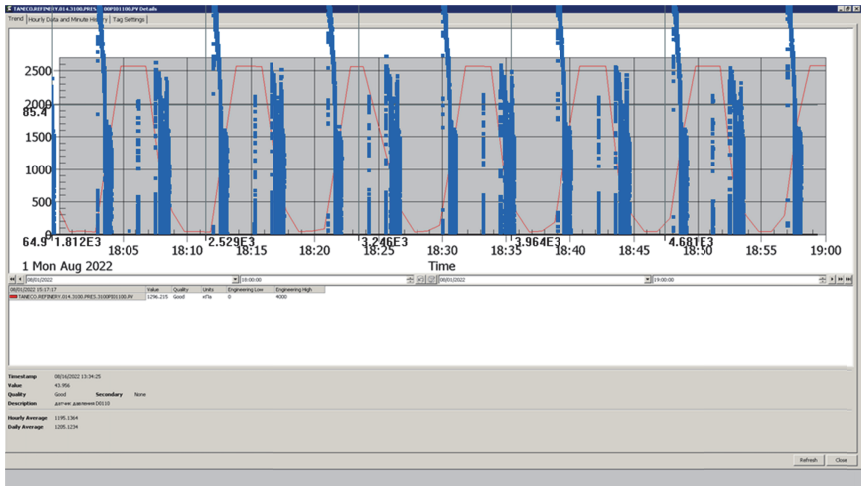 TANECO.REFINERY.014.3100.PRES.3100PI01100.PV Details
Trend Hourly Data and Minute History Tag Settings
2500
2000
85.4
1500
1000
500
0
64.9 1.812E3 2.529E3 3.246E3 3.964E3 4.681E3
18:05 18:10 18:15 18:20 18:25 18:30 18:35 18:40 18:45 18:50 18:55 19:00
1 Mon Aug 2022 Time
08/01/2022 18:00:00 08/01/2022 19:00:00
08/01/2022 15:17:17 Value Quality Units Engineering Low Engineering High
TANECO.REFINERY.014.3100.PRES.3100PI01100.PV 1296.215 Good кПа 0 4000
Timestamp 08/16/2022 13:34:25
Value 43.956
Quality Good Secondary None
Description датчик давления D0110
Hourly Average 1195.1364
Daily Average 1205.1234
Refresh Close